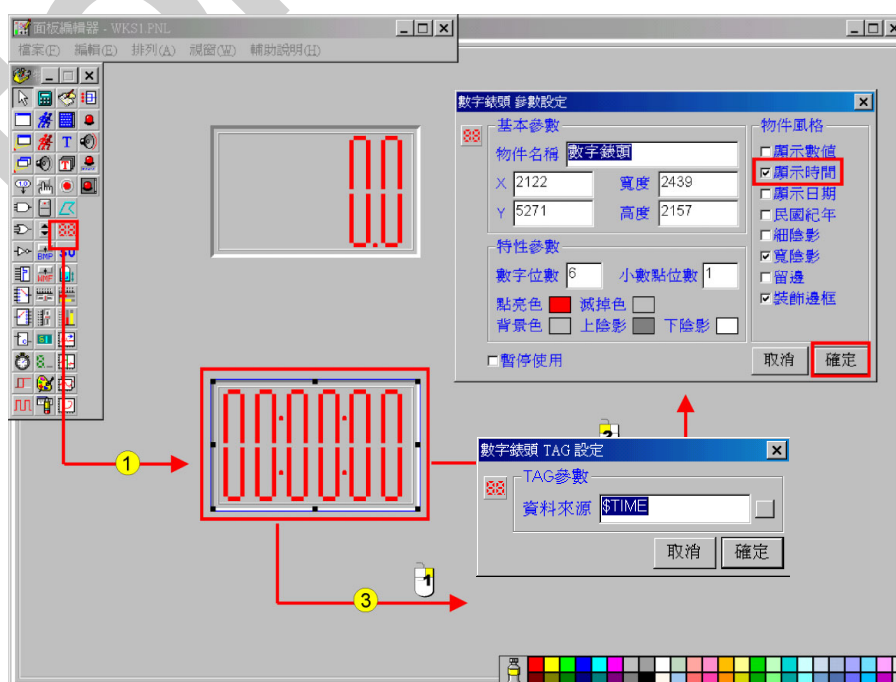 面板編輯器 - WKS1.PNL
檔案(F) 編輯(E) 排列(A) 視窗(W) 輔助說明(H)
0.0
00:00:00
1
3
1
數字錶頭 參數設定
基本參數
物件名稱 數字錶頭
X 2122 寬度 2439
Y 5271 高度 2157
特性參數
數字位數 6 小數點位數 1
點亮色 滅掉色
背景色 上陰影 下陰影
暫停使用
物件風格
顯示數值
顯示時間
顯示日期
民國紀年
細陰影
寬陰影
留邊
裝飾邊框
取消 確定
數字錶頭 TAG 設定
TAG參數
資料來源 $TIME
取消 確定